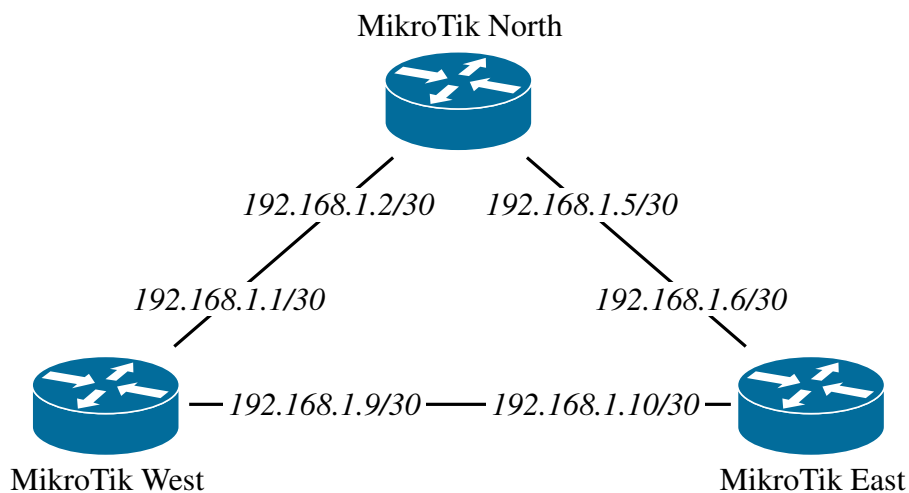 MikroTik North
192.168.1.2/30
192.168.1.5/30
192.168.1.1/30
192.168.1.6/30
192.168.1.9/30
192.168.1.10/30
MikroTik West
MikroTik East